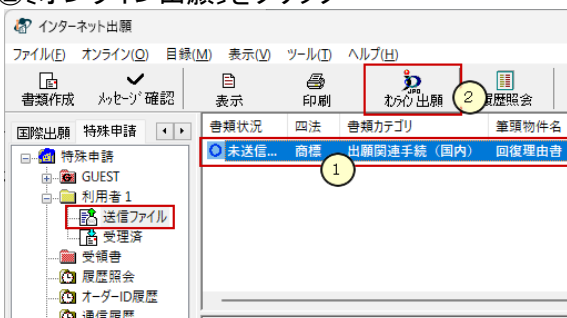 インターネット出願
ファイル(F) オンライン(O) 目録(M) 表示(V) ツール(T) ヘルプ(H)
書類作成 メッセージ確認 表示 印刷 オンライン出願 2 履歴照会
国際出願 特殊申請
書類状況 四法 書類カテゴリ 筆頭物件名
未送信... 商標 出願関連手続（国内） 回復理由書
1
特殊申請
GUEST
利用者1
送信ファイル
受理済
受領書
履歴照会
オーダーID履歴